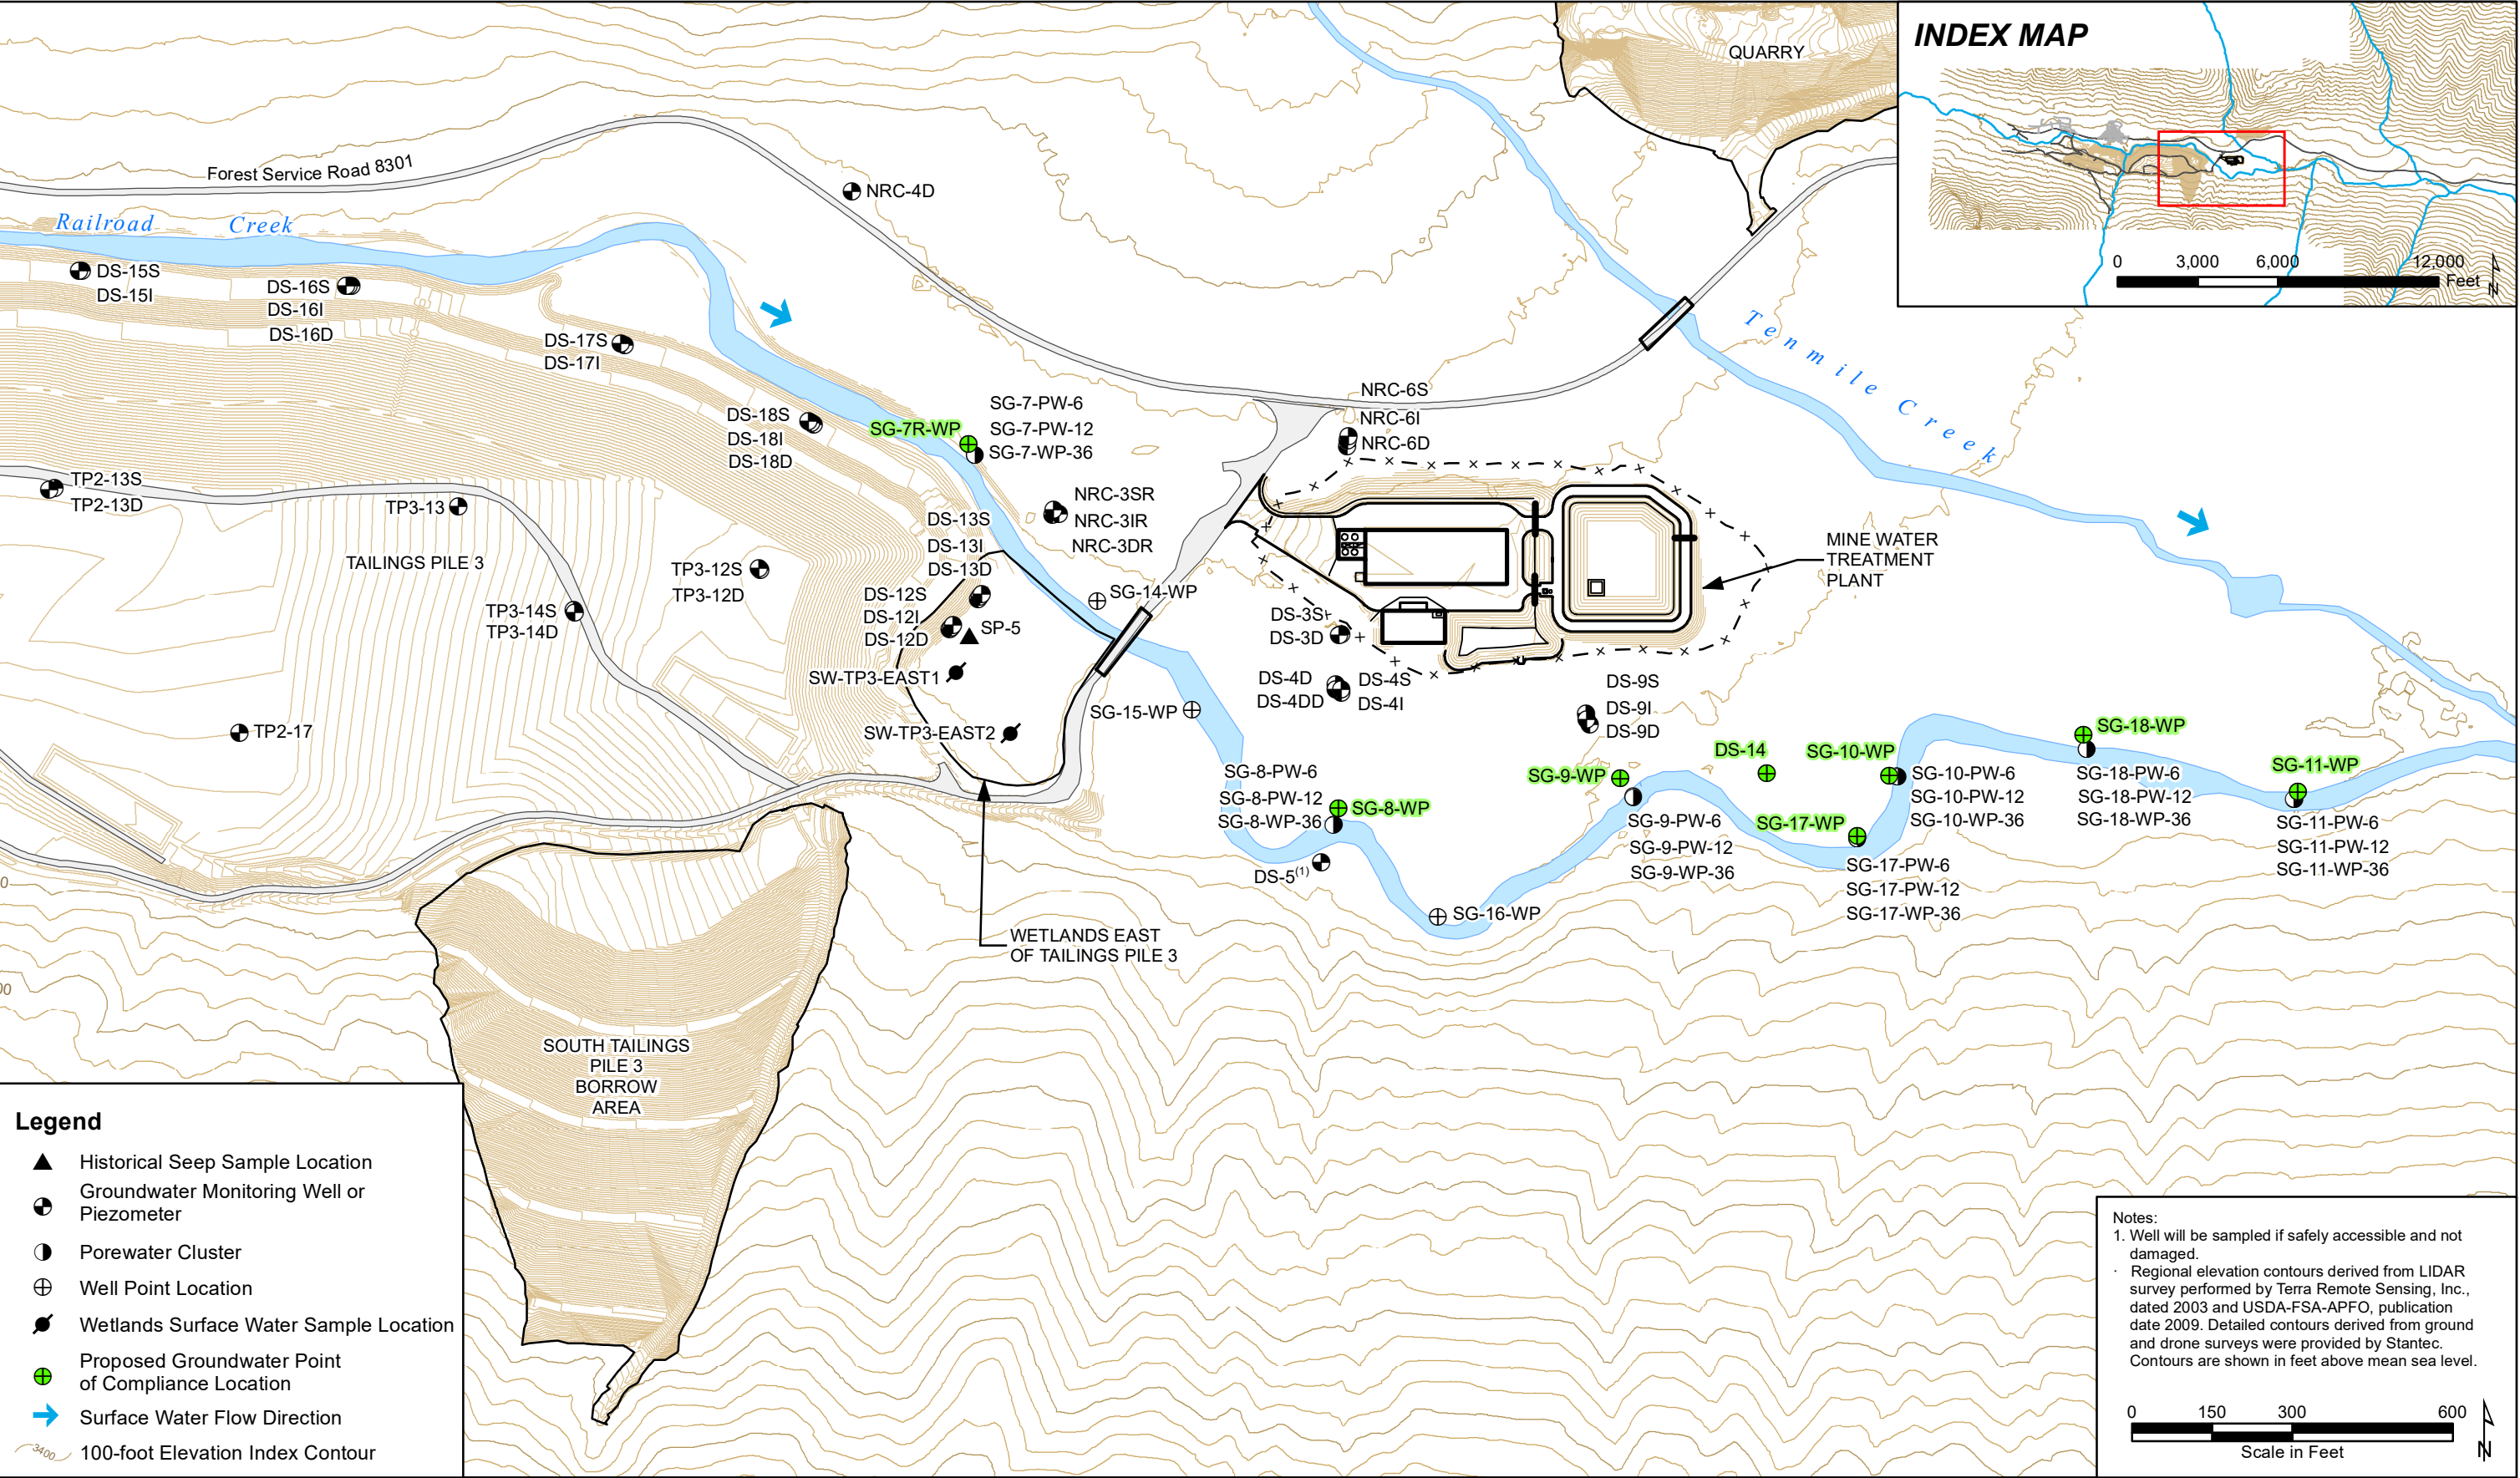 QUARRY
INDEX MAP
0 3,000 6,000 12,000
Feet
N
Forest Service Road 8301
NRC-4D
Railroad Creek
DS-15S
DS-15I
DS-16S
DS-16I
DS-16D
DS-17S
DS-17I
Tenmile Creek
DS-18S
DS-18I
DS-18D
SG-7R-WP
SG-7-PW-6
SG-7-PW-12
SG-7-WP-36
NRC-6S
NRC-6I
NRC-6D
TP2-13S
TP2-13D
TP3-13
NRC-3SR
NRC-3IR
NRC-3DR
DS-13S
DS-13I
DS-13D
TAILINGS PILE 3
TP3-12S
TP3-12D
MINE WATER
TREATMENT
PLANT
DS-12S
DS-12I
DS-12D
SP-5
SG-14-WP
TP3-14S
TP3-14D
DS-3S
DS-3D
SW-TP3-EAST1
DS-4D
DS-4DD
DS-4S
DS-4I
DS-9S
DS-9I
DS-9D
SG-15-WP
TP2-17
SW-TP3-EAST2
SG-8-PW-6
SG-8-PW-12
SG-8-WP-36
SG-8-WP
DS-5(1)
SG-9-WP
DS-14
SG-10-WP
SG-18-WP
SG-11-WP
SG-10-PW-6
SG-10-PW-12
SG-10-WP-36
SG-18-PW-6
SG-18-PW-12
SG-18-WP-36
SG-11-PW-6
SG-11-PW-12
SG-11-WP-36
SG-9-PW-6
SG-9-PW-12
SG-9-WP-36
SG-17-WP
SG-17-PW-6
SG-17-PW-12
SG-17-WP-36
SG-16-WP
WETLANDS EAST
OF TAILINGS PILE 3
SOUTH TAILINGS
PILE 3
BORROW
AREA
Legend
Historical Seep Sample Location
Groundwater Monitoring Well or
Piezometer
Porewater Cluster
Well Point Location
Wetlands Surface Water Sample Location
Proposed Groundwater Point
of Compliance Location
Surface Water Flow Direction
3400
100-foot Elevation Index Contour
Notes:
1. Well will be sampled if safely accessible and not
damaged.
· Regional elevation contours derived from LIDAR
survey performed by Terra Remote Sensing, Inc.,
dated 2003 and USDA-FSA-APFO, publication
date 2009. Detailed contours derived from ground
and drone surveys were provided by Stantec.
Contours are shown in feet above mean sea level.
0 150 300 600
Scale in Feet
N